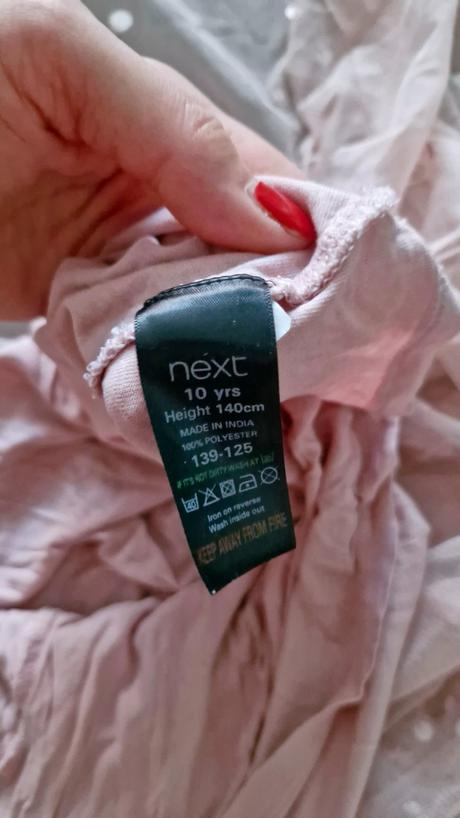 next
10 yrs
Height 140cm
MADE IN INDIA
100% POLYESTER
139-125
IF IT'S NOT DIRTY WASH AT
40
Iron on reverse
Wash inside out
KEEP AWAY FROM FIRE